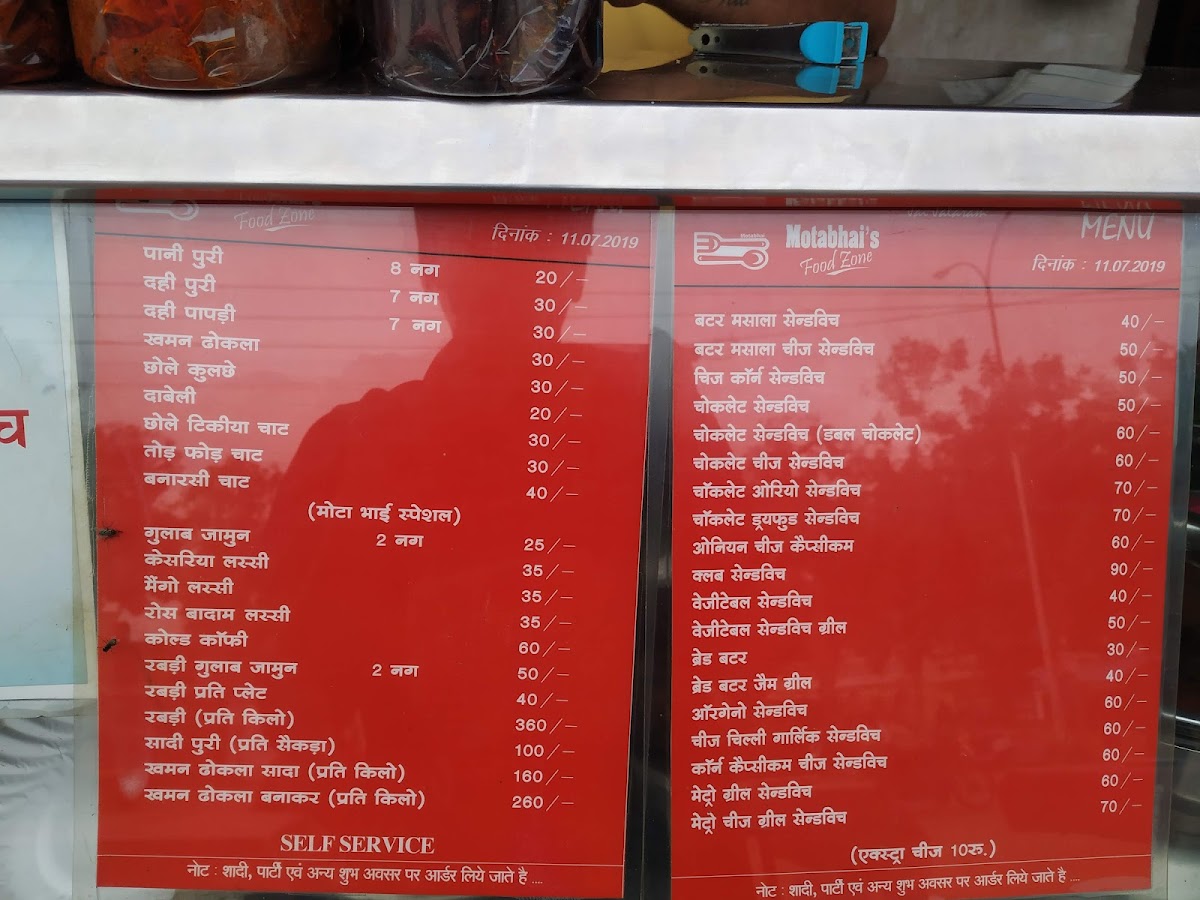 च
Food Zone
दिनांक : 11.07.2019
पानी पुरी 8 नग 20/—
दही पुरी 7 नग 30/—
दही पापड़ी 7 नग 30/—
खमन ढोकला 30/—
छोले कुलछे 30/—
दाबेली 20/—
छोले टिकीया चाट 30/—
तोड़ फोड़ चाट 30/—
बनारसी चाट 40/—
(मोटा भाई स्पेशल)
गुलाब जामुन 2 नग 25/—
केसरिया लस्सी 35/—
मैंगो लस्सी 35/—
रोस बादाम लस्सी 35/—
कोल्ड कॉफी 60/—
रबड़ी गुलाब जामुन 2 नग 50/—
रबड़ी प्रति प्लेट 40/—
रबड़ी (प्रति किलो) 360/—
सादी पुरी (प्रति सैकड़ा) 100/—
खमन ढोकला सादा (प्रति किलो) 160/—
खमन ढोकला बनाकर (प्रति किलो) 260/—
SELF SERVICE
नोट : शादी, पार्टी एवं अन्य शुभ अवसर पर आर्डर लिये जाते है ....
Motabhai's
Food Zone
MENU
दिनांक : 11.07.2019
बटर मसाला सेन्डविच 40/—
बटर मसाला चीज सेन्डविच 50/—
चिज कॉर्न सेन्डविच 50/—
चोकलेट सेन्डविच 50/—
चोकलेट सेन्डविच (डबल चोकलेट) 60/—
चोकलेट चीज सेन्डविच 60/—
चॉकलेट ओरियो सेन्डविच 70/—
चॉकलेट ड्रयफुड सेन्डविच 70/—
ओनियन चीज कैप्सीकम 60/—
क्लब सेन्डविच 90/—
वेजीटेबल सेन्डविच 40/—
वेजीटेबल सेन्डविच ग्रील 50/—
ब्रेड बटर 30/—
ब्रेड बटर जैम ग्रील 40/—
ऑरगेनो सेन्डविच 60/—
चीज चिल्ली गार्लिक सेन्डविच 60/—
कॉर्न कैप्सीकम चीज सेन्डविच 60/—
मेट्रो ग्रील सेन्डविच 60/—
मेट्रो चीज ग्रील सेन्डविच 70/—
(एक्स्ट्रा चीज 10रू.)
नोट : शादी, पार्टी एवं अन्य शुभ अवसर पर आर्डर लिये जाते है ....